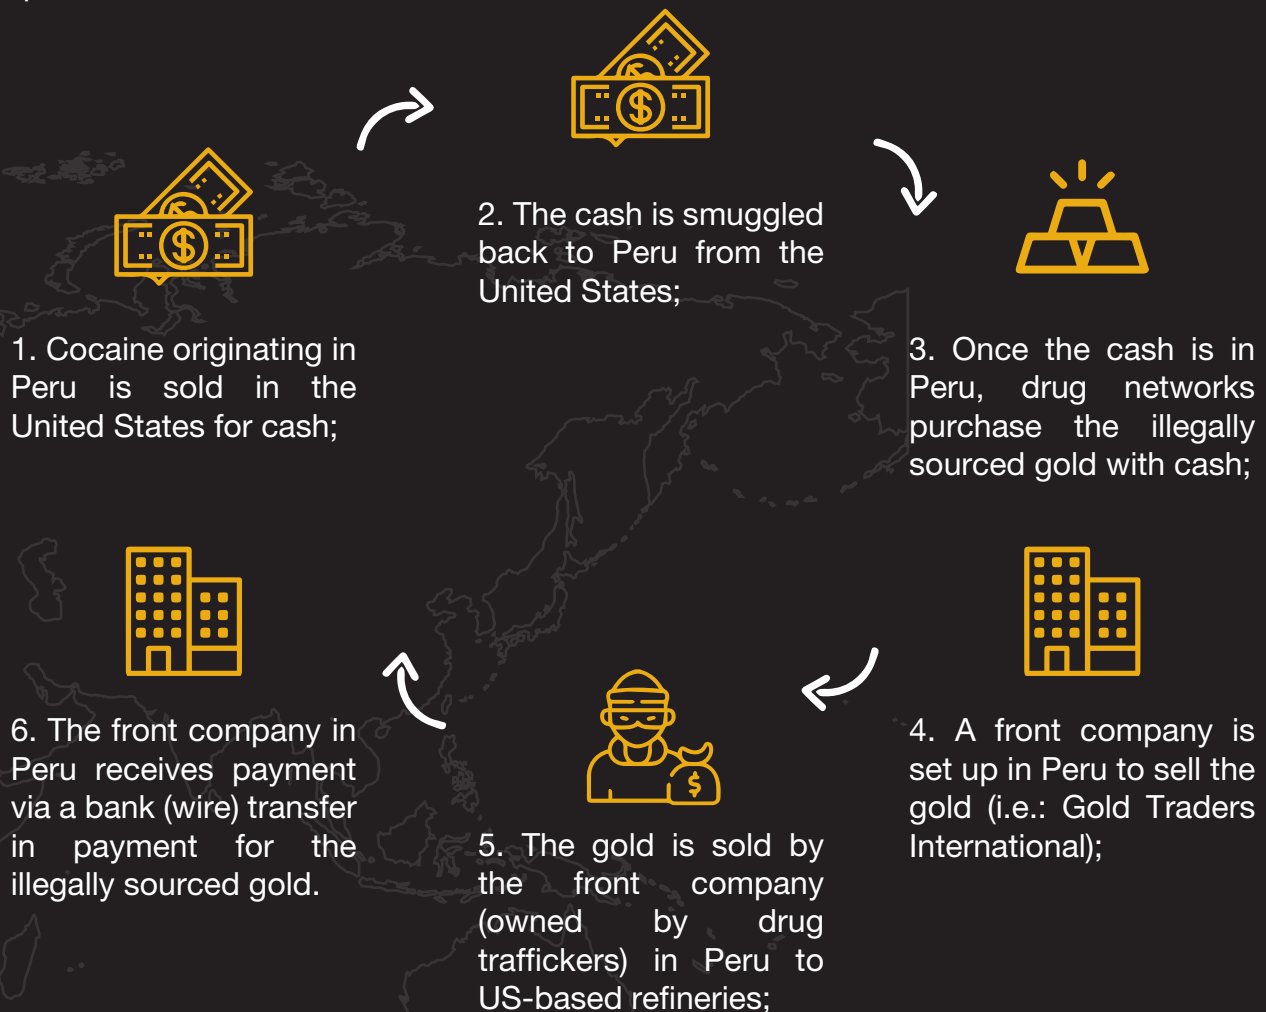 1. Cocaine originating in
Peru is sold in the
United States for cash;
2. The cash is smuggled
back to Peru from the
United States;
3. Once the cash is in
Peru, drug networks
purchase the illegally
sourced gold with cash;
4. A front company is
set up in Peru to sell the
gold (i.e.: Gold Traders
International);
5. The gold is sold by
the front company
(owned by drug
traffickers) in Peru to
US-based refineries;
6. The front company in
Peru receives payment
via a bank (wire) transfer
in payment for the
illegally sourced gold.